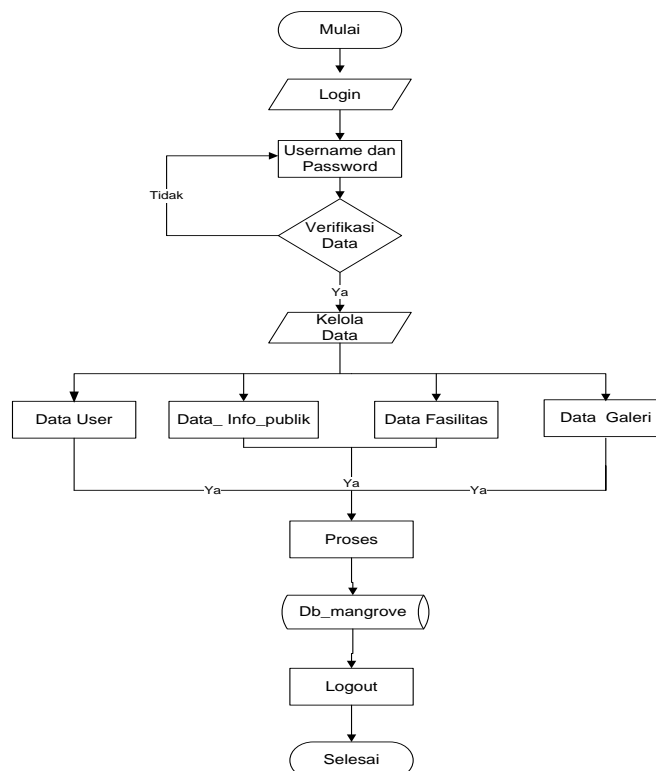 Mulai
Login
Username dan
Password
Tidak
Verifikasi
Data
Ya
Kelola
Data
Data User
Data_ Info_publik
Data Fasilitas
Data  Galeri
Ya
Ya
Ya
Proses
Db_mangrove
Logout
Selesai